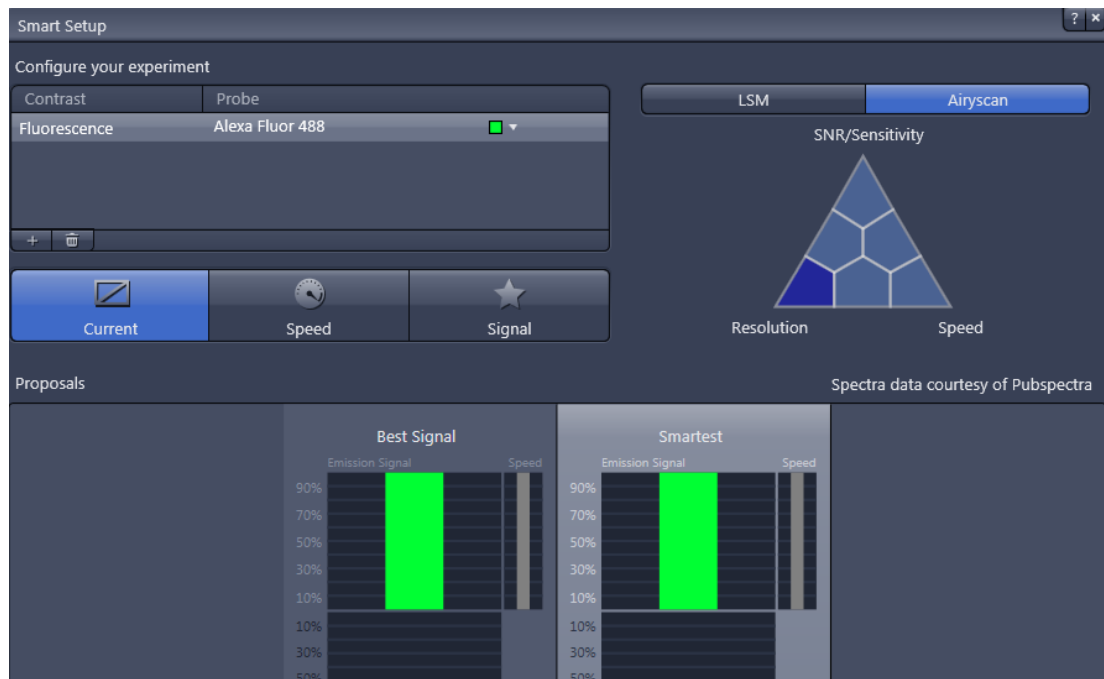 Smart Setup
? ×
Configure your experiment
Contrast Probe
Fluorescence Alexa Fluor 488
+
Current Speed Signal
LSM Airyscan
SNR/Sensitivity
Resolution Speed
Proposals
Spectra data courtesy of Pubspectra
Best Signal
Emission Signal Speed
90%
70%
50%
30%
10%
10%
30%
50%
Smartest
Emission Signal Speed
90%
70%
50%
30%
10%
10%
30%
50%